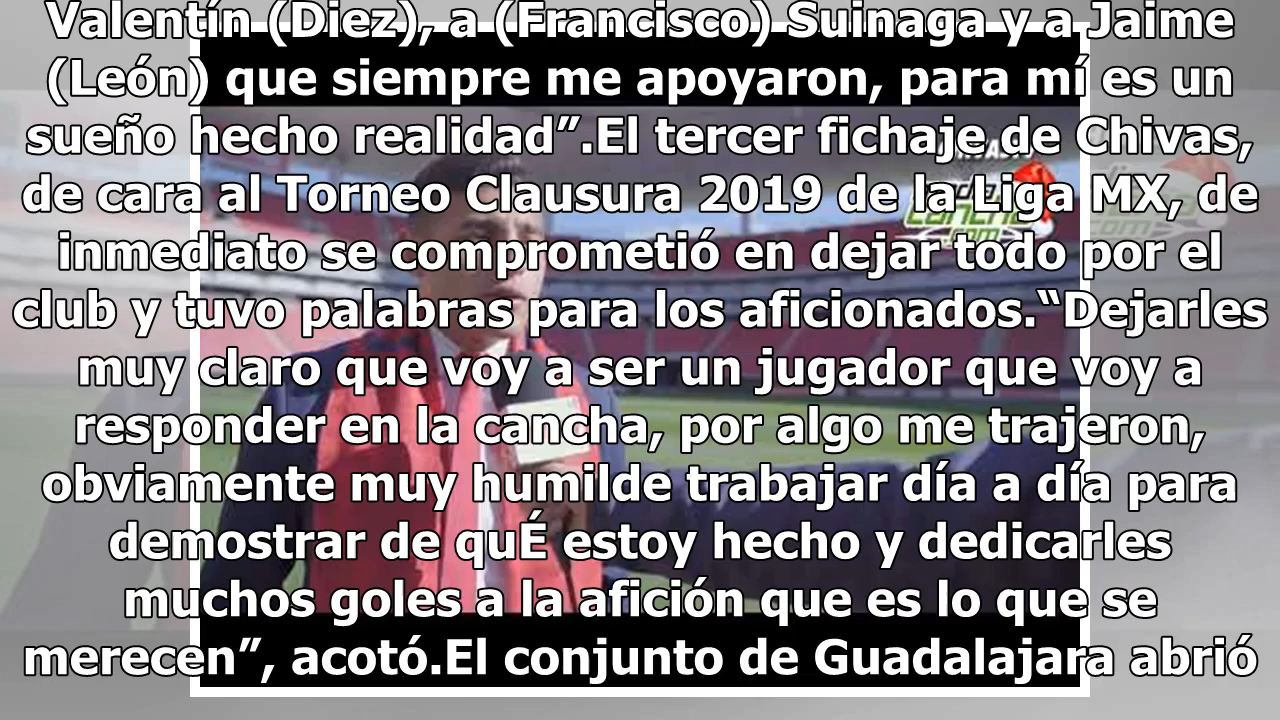 Valentín (Diez), a (Francisco) Suinaga y a Jaime
(León) que siempre me apoyaron, para mí es un
sueño hecho realidad”.El tercer fichaje de Chivas,
de cara al Torneo Clausura 2019 de la Liga MX, de
inmediato se comprometió en dejar todo por el
club y tuvo palabras para los aficionados.“Dejarles
muy claro que voy a ser un jugador que voy a
responder en la cancha, por algo me trajeron,
obviamente muy humilde trabajar día a día para
demostrar de quÉ estoy hecho y dedicarles
muchos goles a la afición que es lo que se
merecen”, acotó.El conjunto de Guadalajara abrió